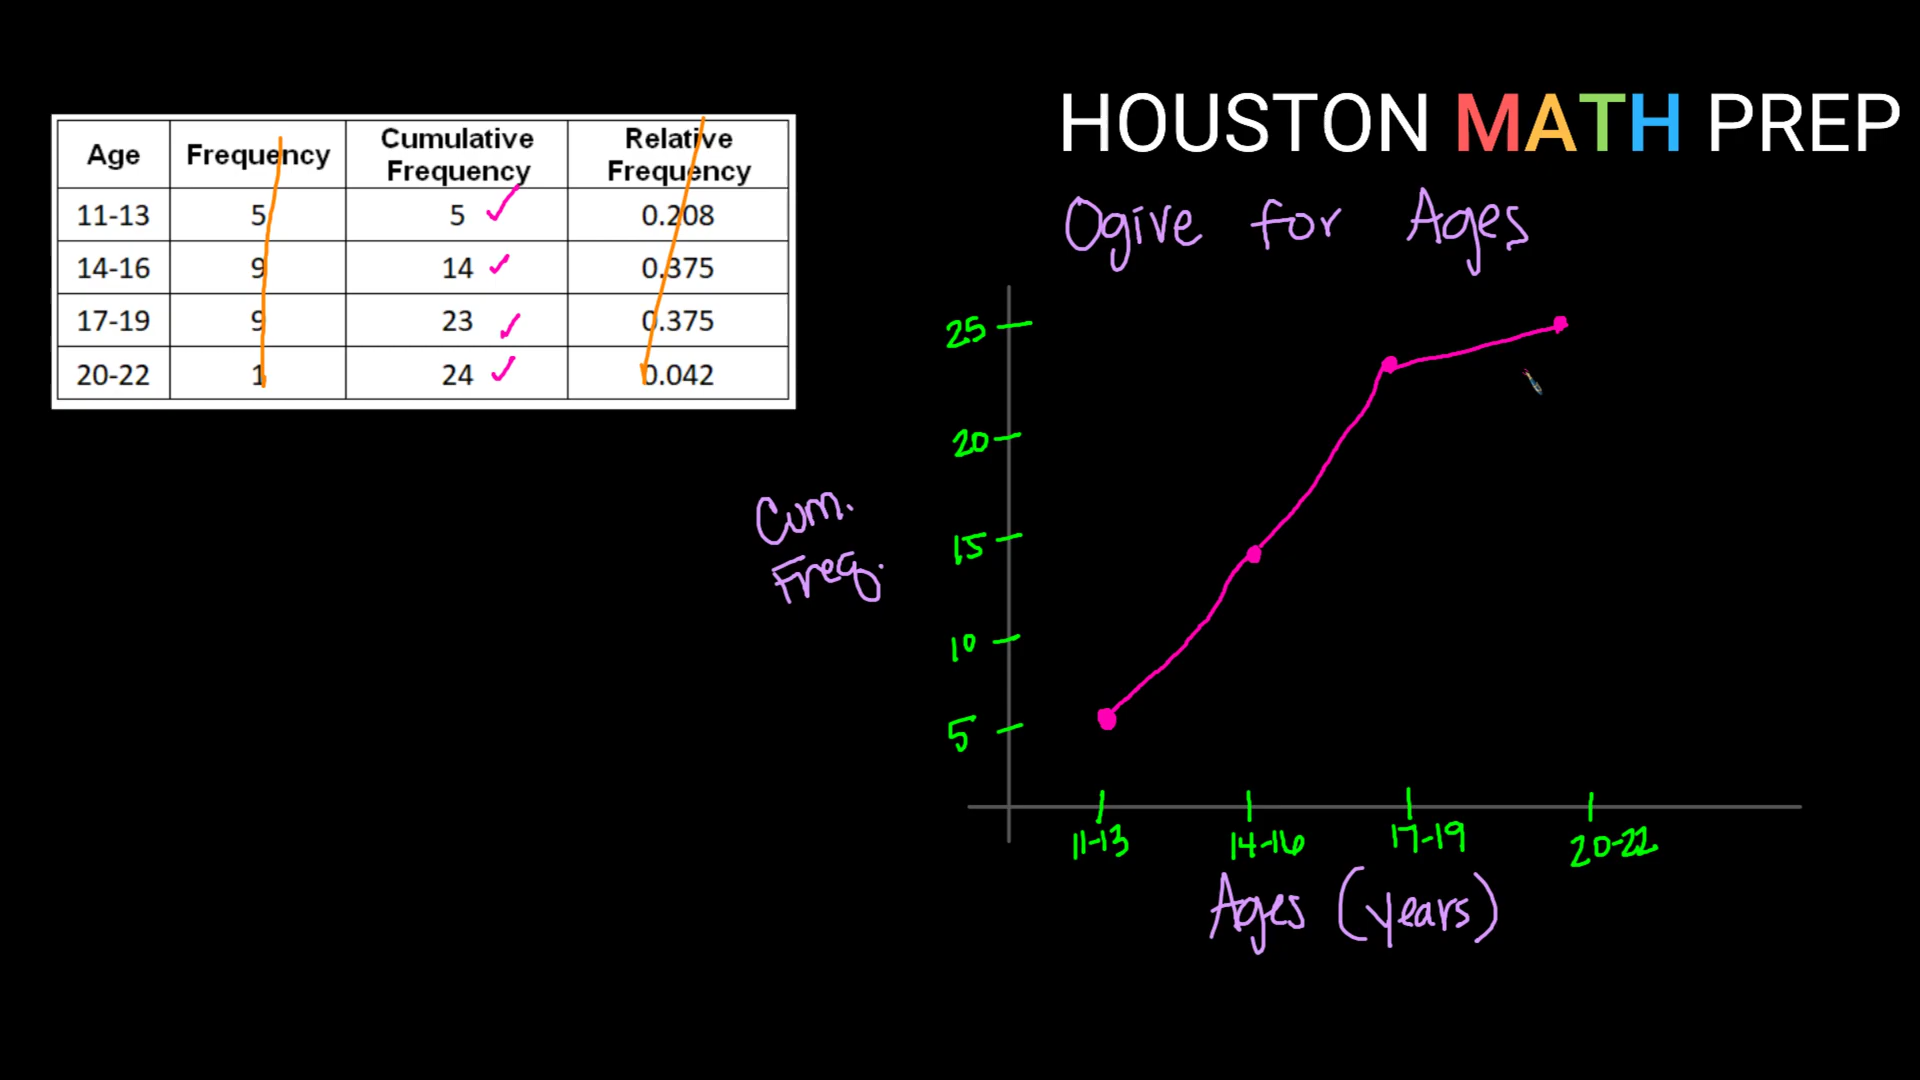 HOUSTON MATH PREP
Age Frequency Cumulative Frequency Relative Frequency
11-13 5 5 0.208
14-16 9 14 0.375
17-19 9 23 0.375
20-22 1 24 0.042
Ogive for Ages
25
20
15
10
5
Cum.
Freq.
11-13 14-16 17-19 20-22
Ages (years)